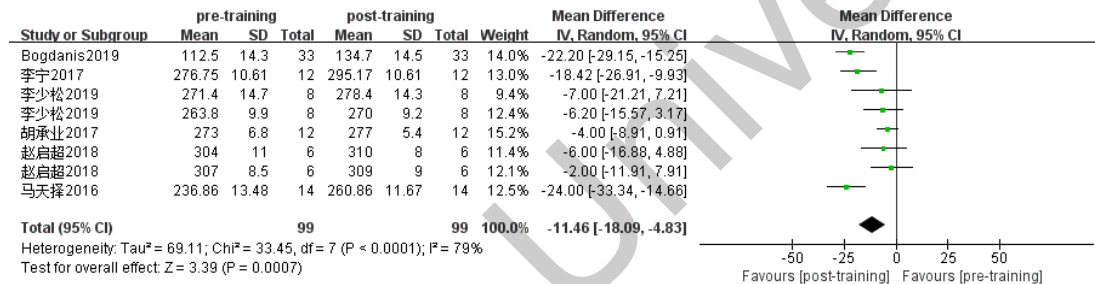 pre-training post-training Mean Difference Mean Difference
Study or Subgroup Mean SD Total Mean SD Total Weight IV, Random, 95% CI IV, Random, 95% CI
Bogdanis2019 112.5 14.3 33 134.7 14.5 33 14.0% -22.20 [-29.15, -15.25]
李宁2017 276.75 10.61 12 295.17 10.61 12 13.0% -18.42 [-26.91, -9.93]
李少松2019 271.4 14.7 8 278.4 14.3 8 9.4% -7.00 [-21.21, 7.21]
李少松2019 263.8 9.9 8 270 9.2 8 12.4% -6.20 [-15.57, 3.17]
胡承业2017 273 6.8 12 277 5.4 12 15.2% -4.00 [-8.91, 0.91]
赵启超2018 304 11 6 310 8 6 11.4% -6.00 [-16.88, 4.88]
赵启超2018 307 8.5 6 309 9 6 12.1% -2.00 [-11.91, 7.91]
马天择2016 236.86 13.48 14 260.86 11.67 14 12.5% -24.00 [-33.34, -14.66]
Total (95% CI) 99 99 100.0% -11.46 [-18.09, -4.83]
Heterogeneity: Tau² = 69.11; Chi² = 33.45, df = 7 (P < 0.0001); I² = 79%
Test for overall effect: Z = 3.39 (P = 0.0007)
-50 -25 0 25 50
Favours [post-training] Favours [pre-training]
Unive